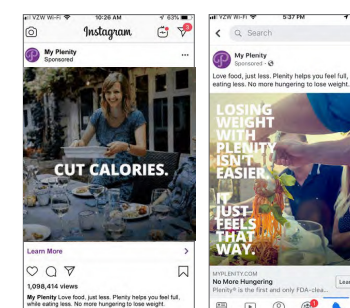 VZW Wi-Fi 10:26 AM 63%
Instagram
My Plenity
Sponsored
CUT CALORIES.
Learn More
1,098,414 views
My Plenity Love food, just less. Plenity helps you feel full,
while eating less. No more hungering to lose weight.
VZW Wi-Fi 5:37 PM
Search
My Plenity
Sponsored
Love food, just less. Plenity helps you feel full,
eating less. No more hungering to lose weight.
LOSING
WEIGHT
WITH
PLENITY
ISN'T
EASIER.
IT
JUST
FEELS
THAT
WAY.
MYPLENITY.COM
No More Hungering
Plenity® is the first and only FDA-clea...